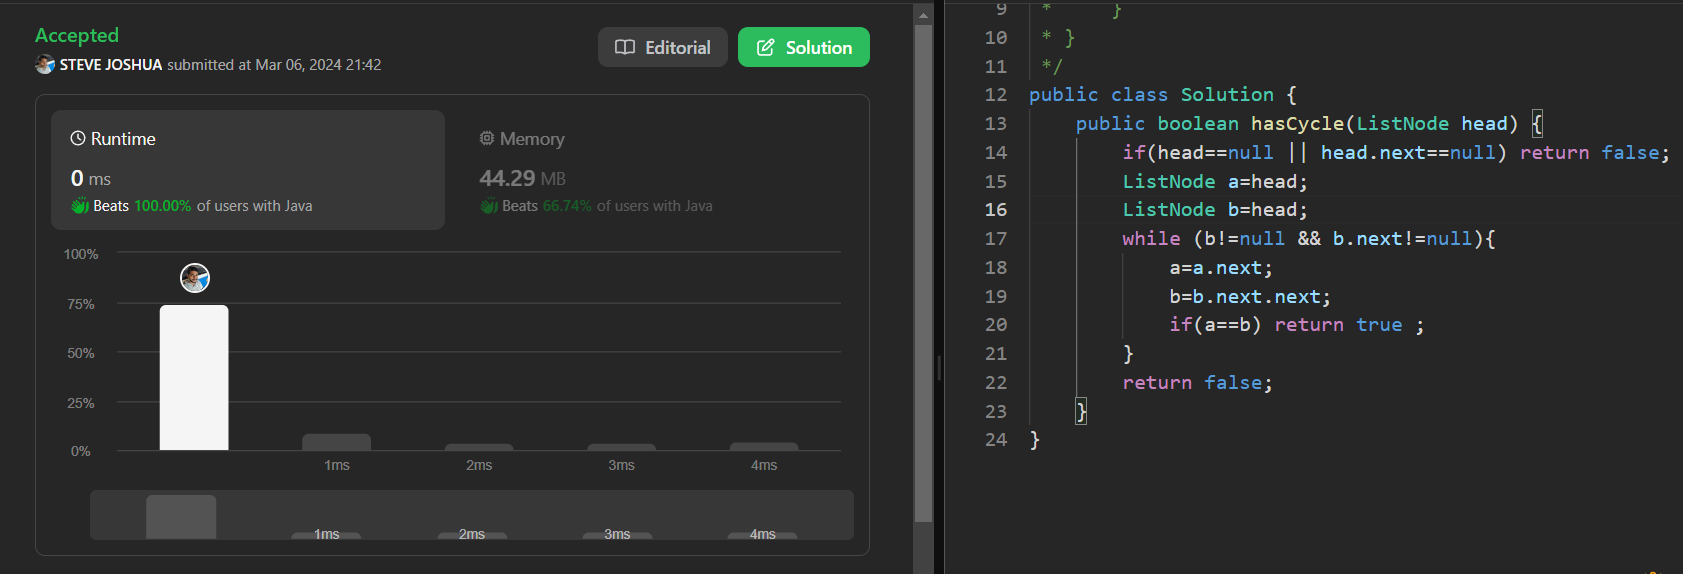 Accepted
STEVE JOSHUA submitted at Mar 06, 2024 21:42
Editorial
Solution
Runtime
0 ms
Beats 100.00% of users with Java
Memory
44.29 MB
Beats 66.74% of users with Java
100%
75%
50%
25%
0%
1ms 2ms 3ms 4ms
1ms 2ms 3ms 4ms
9 * }
10 * }
11 */
12 public class Solution {
13 public boolean hasCycle(ListNode head) {
14 if(head==null || head.next==null) return false;
15 ListNode a=head;
16 ListNode b=head;
17 while (b!=null && b.next!=null){
18 a=a.next;
19 b=b.next.next;
20 if(a==b) return true ;
21 }
22 return false;
23 }
24 }